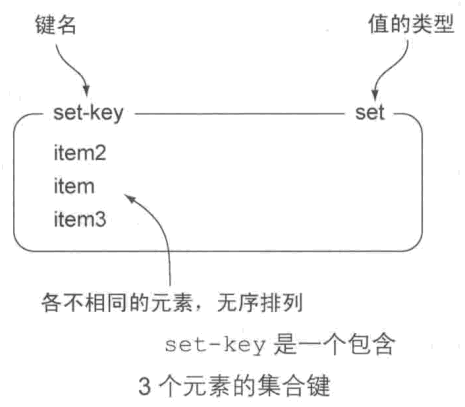 键名 值的类型
set-key set
item2
item
item3
各不相同的元素，无序排列
set-key 是一个包含
3 个元素的集合键